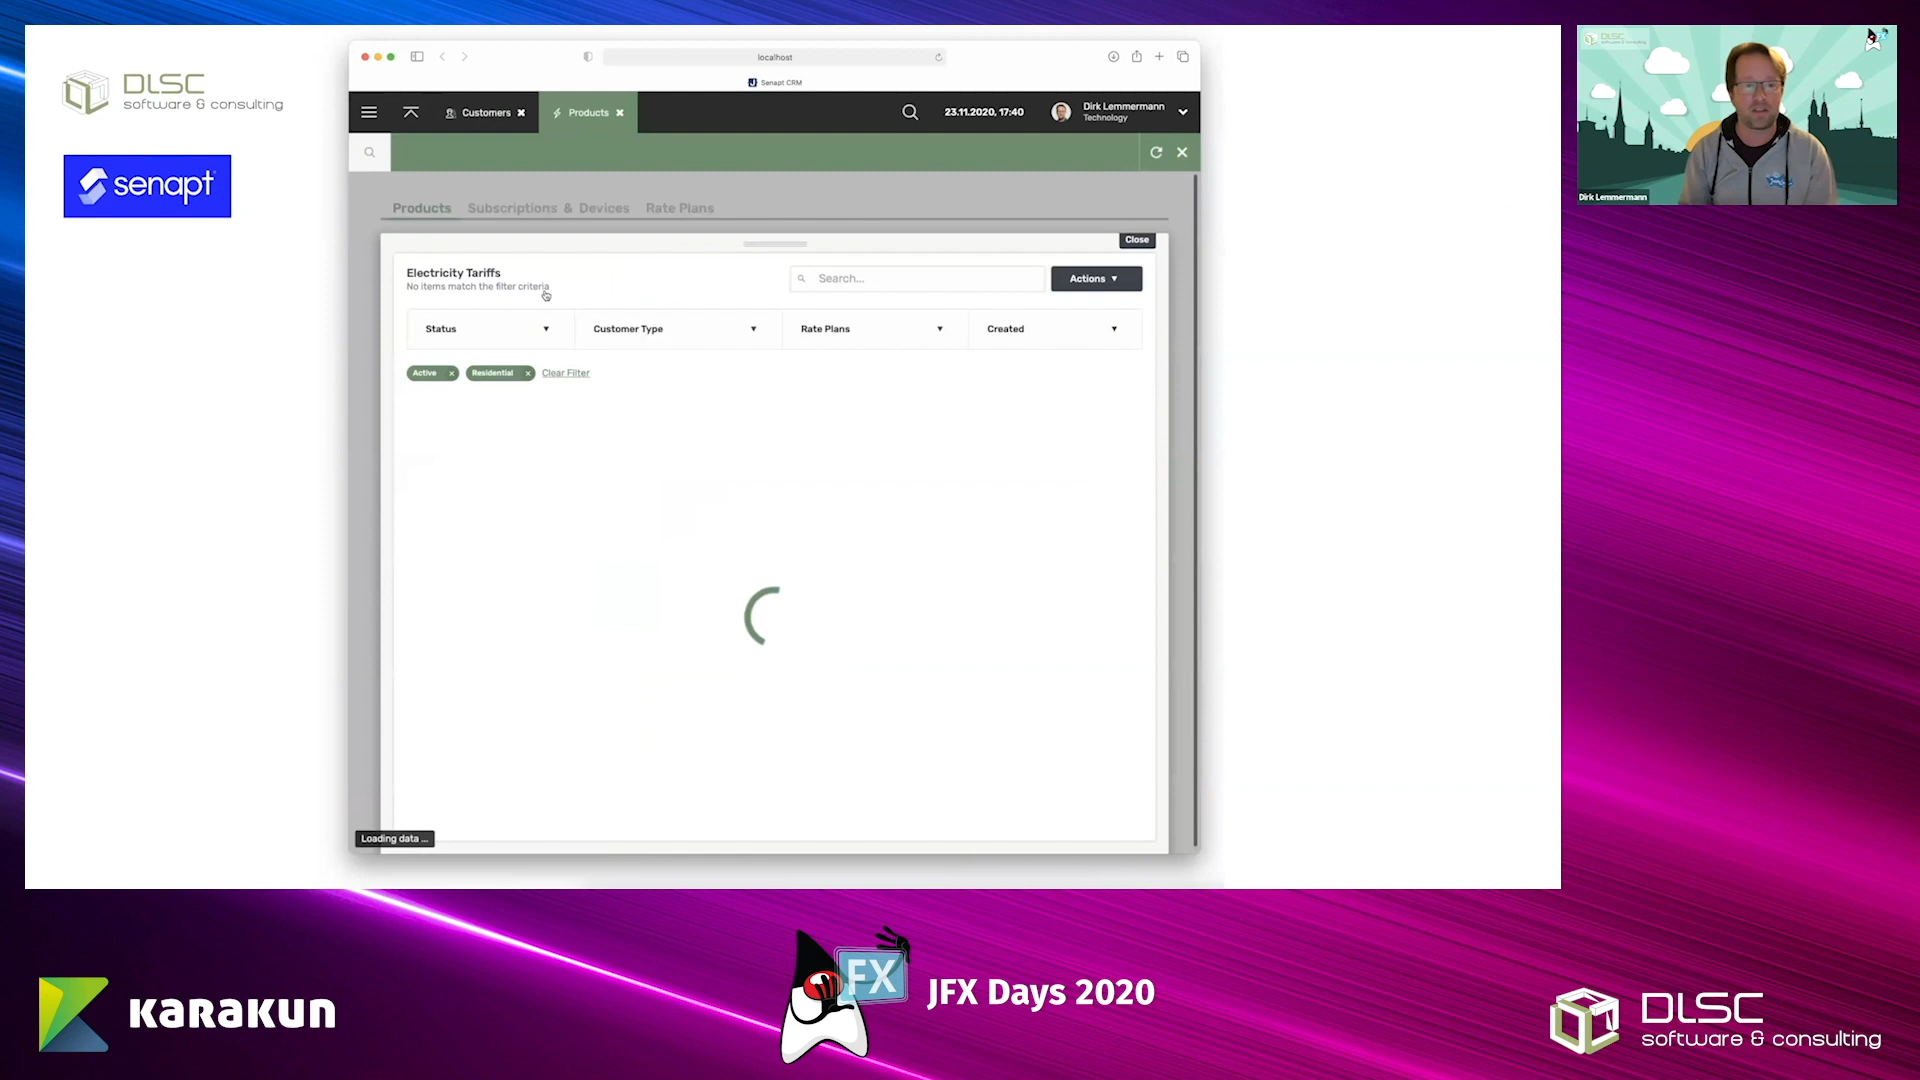 DLSC
software & consulting
senapt
localhost
Senapt CRM
Customers
Products
23.11.2020, 17:40
Dirk Lemmermann
Technology
Products
Subscriptions & Devices
Rate Plans
Close
Electricity Tariffs
No items match the filter criteria
Search...
Actions
Status
Customer Type
Rate Plans
Created
Active
Residential
Clear Filter
Loading data ...
Dirk Lemmermann
KARAKUN
FX
JFX Days 2020
DLSC
software & consulting